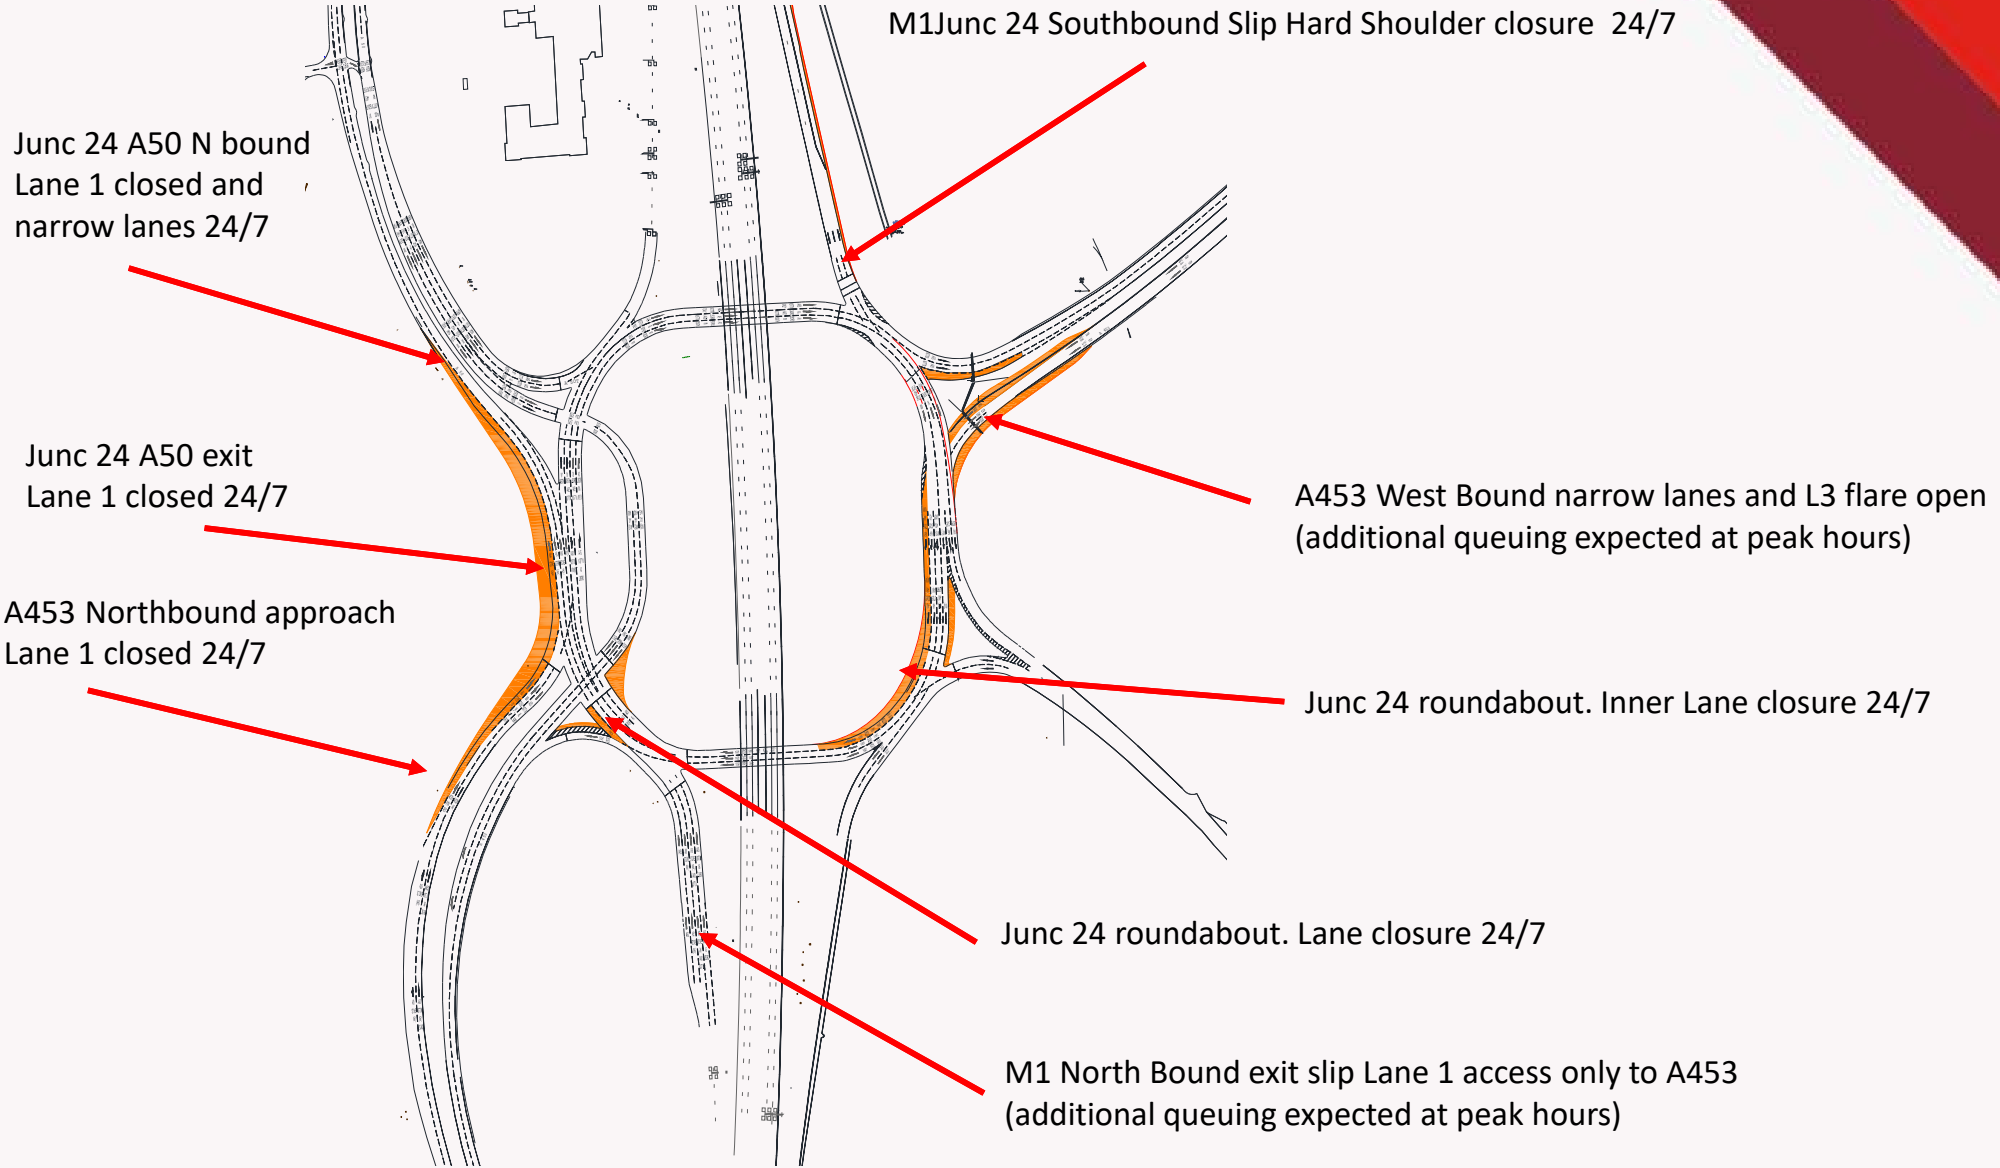 M1Junc 24 Southbound Slip Hard Shoulder closure  24/7
Junc 24 A50 N bound
Lane 1 closed and
narrow lanes 24/7
Junc 24 A50 exit
Lane 1 closed 24/7
A453 Northbound approach
Lane 1 closed 24/7
A453 West Bound narrow lanes and L3 flare open
(additional queuing expected at peak hours)
Junc 24 roundabout. Inner Lane closure 24/7
Junc 24 roundabout. Lane closure 24/7
M1 North Bound exit slip Lane 1 access only to A453
(additional queuing expected at peak hours)